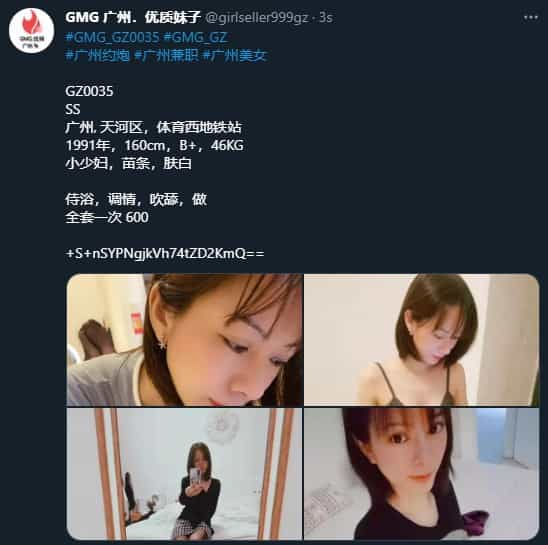 GMG 广州．优质妹子 @girlseller999gz · 3s
#GMG_GZ0035 #GMG_GZ
#广州约炮 #广州兼职 #广州美女
GZ0035
SS
广州, 天河区，体育西地铁站
1991年，160cm，B+，46KG
小少妇，苗条，肤白
侍浴，调情，吹舔，做
全套一次 600
+S+nSYPNgjkVh74tZD2KmQ==